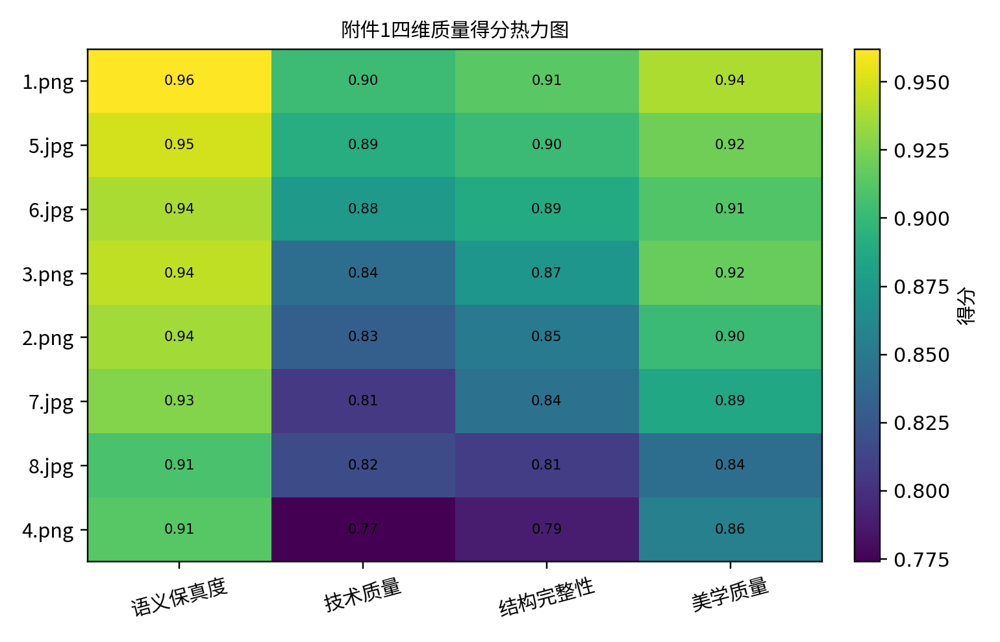 附件1四维质量得分热力图
1.png 0.96 0.90 0.91 0.94
5.jpg 0.95 0.89 0.90 0.92
6.jpg 0.94 0.88 0.89 0.91
3.png 0.94 0.84 0.87 0.92
2.png 0.94 0.83 0.85 0.90
7.jpg 0.93 0.81 0.84 0.89
8.jpg 0.91 0.82 0.81 0.84
4.png 0.91 0.77 0.79 0.86
语义保真度 技术质量 结构完整性 美学质量
0.950
0.925
0.900
0.875
0.850
0.825
0.800
0.775
得分